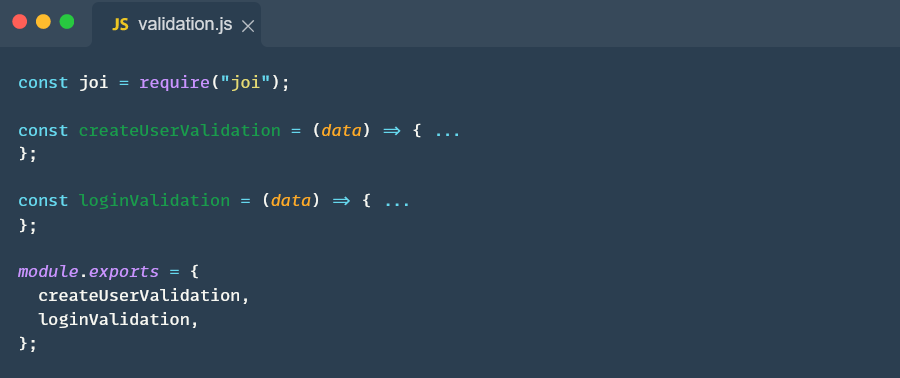 JS validation.js ×
const joi = require("joi");
const createUserValidation = (data) => { ...
};
const loginValidation = (data) => { ...
};
module.exports = {
  createUserValidation,
  loginValidation,
};